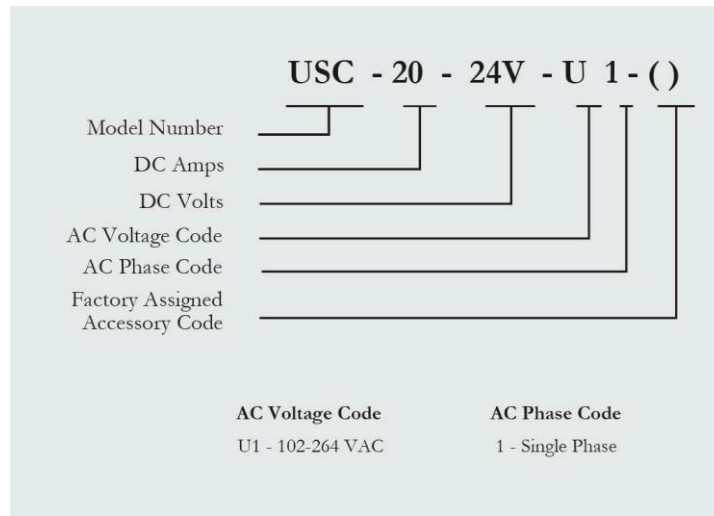 USC - 20 - 24V - U 1 - ( )
Model Number
DC Amps
DC Volts
AC Voltage Code
AC Phase Code
Factory Assigned
Accessory Code
AC Voltage Code AC Phase Code
U1 - 102-264 VAC 1 - Single Phase